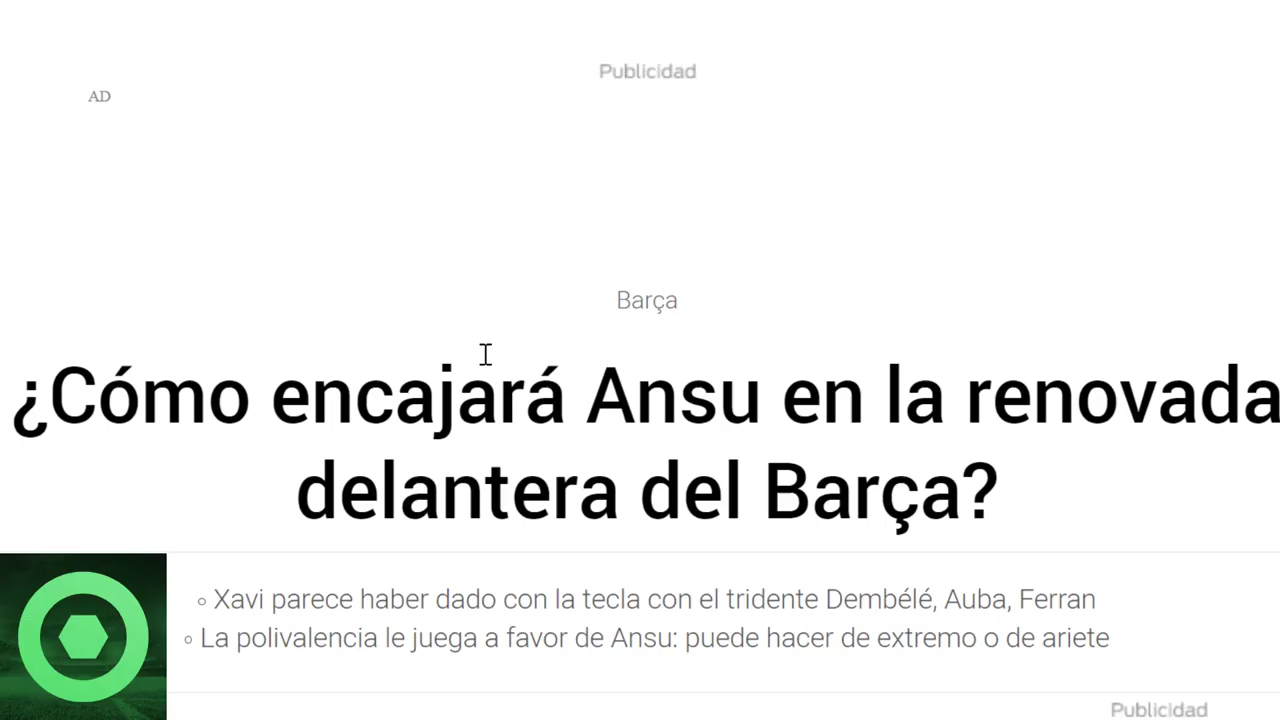 Publicidad
AD
Barça
¿Cómo encajará Ansu en la renovada
delantera del Barça?
◦ Xavi parece haber dado con la tecla con el tridente Dembélé, Auba, Ferran
◦ La polivalencia le juega a favor de Ansu: puede hacer de extremo o de ariete
Publicidad